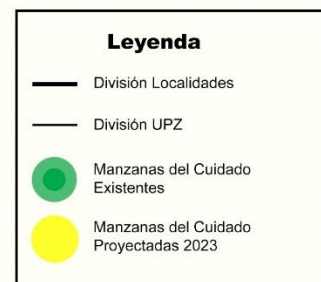 Leyenda
División Localidades
División UPZ
Manzanas del Cuidado
Existentes
Manzanas del Cuidado
Proyectadas 2023